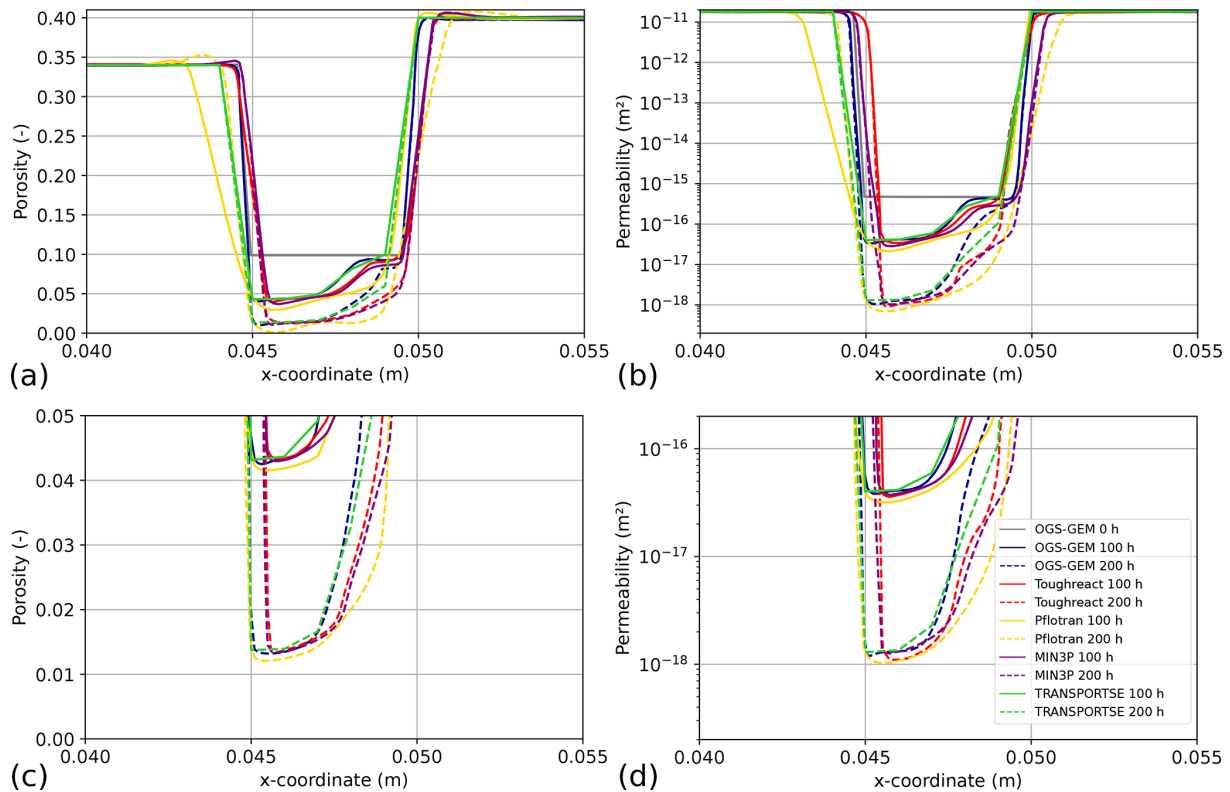 0.40
0.35
0.30
0.25
0.20
0.15
0.10
0.05
0.00
Porosity (-)
0.040 0.045 0.050 0.055
x-coordinate (m)
(a)
10⁻¹¹
10⁻¹²
10⁻¹³
10⁻¹⁴
10⁻¹⁵
10⁻¹⁶
10⁻¹⁷
10⁻¹⁸
Permeability (m²)
0.040 0.045 0.050 0.055
x-coordinate (m)
(b)
0.05
0.04
0.03
0.02
0.01
0.00
Porosity (-)
0.040 0.045 0.050 0.055
x-coordinate (m)
(c)
10⁻¹⁶
10⁻¹⁷
10⁻¹⁸
Permeability (m²)
OGS-GEM 0 h
OGS-GEM 100 h
OGS-GEM 200 h
Toughreact 100 h
Toughreact 200 h
Pflotran 100 h
Pflotran 200 h
MIN3P 100 h
MIN3P 200 h
TRANSPORTSE 100 h
TRANSPORTSE 200 h
0.040 0.045 0.050 0.055
x-coordinate (m)
(d)